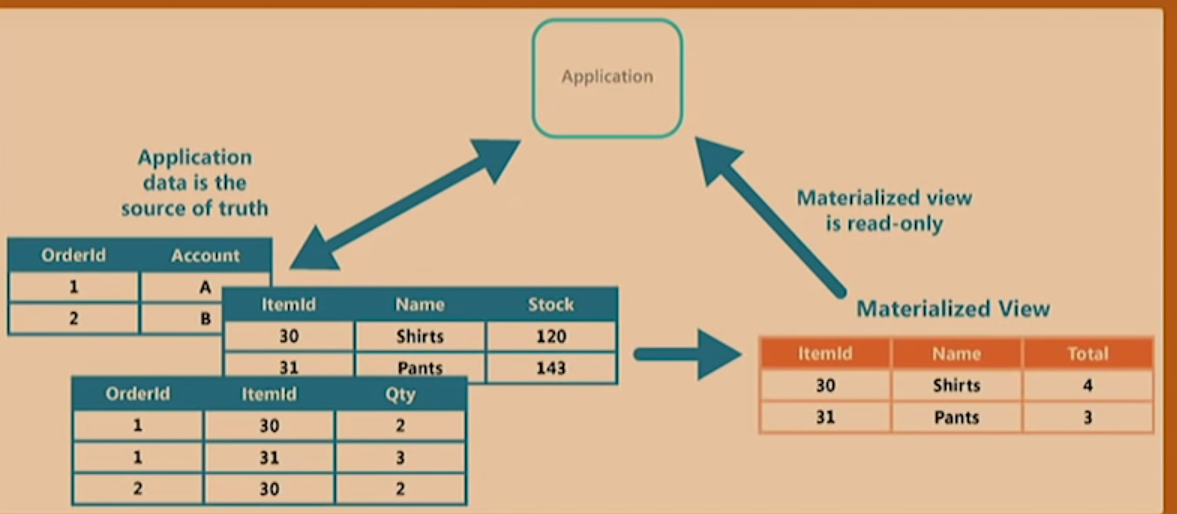 Application
Application
data is the
source of truth
Materialized view
is read-only
OrderId Account
1 A
2 B
ItemId Name Stock
30 Shirts 120
31 Pants 143
OrderId ItemId Qty
1 30 2
1 31 3
2 30 2
Materialized View
ItemId Name Total
30 Shirts 4
31 Pants 3